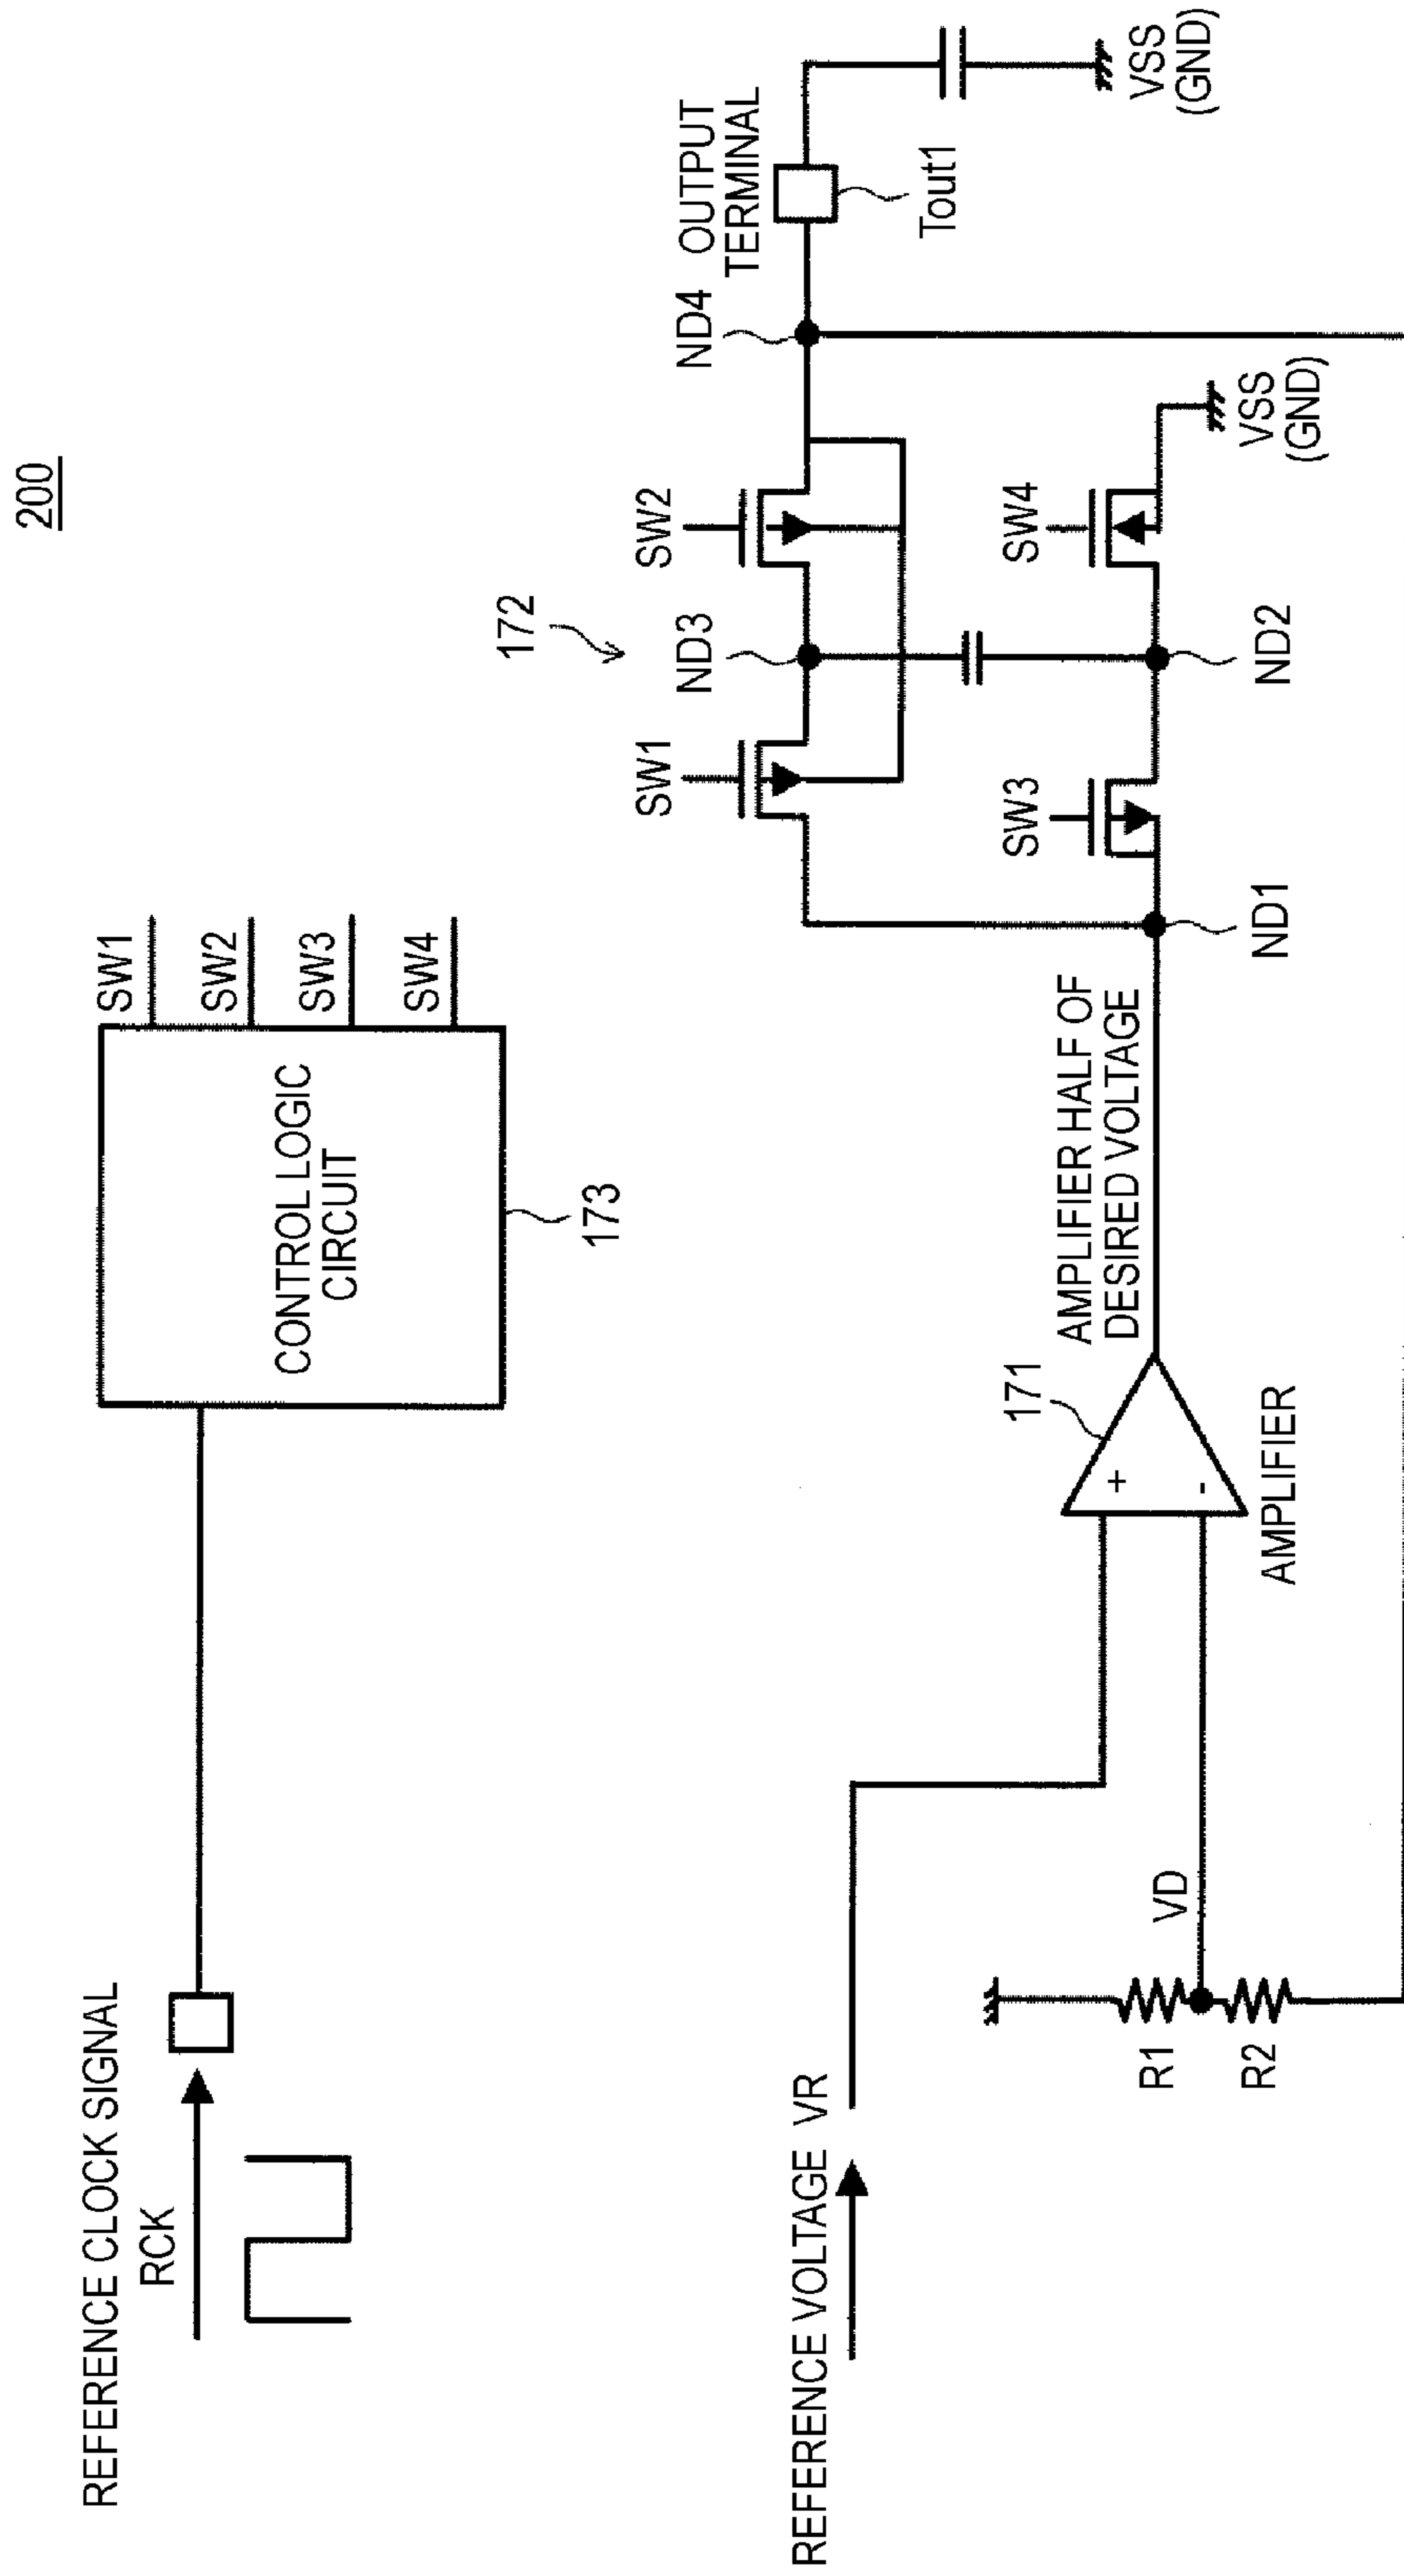 200
REFERENCE CLOCK SIGNAL
RCK
CONTROL LOGIC
CIRCUIT
173
SW1
SW2
SW3
SW4
172
SW1
SW2
ND3
ND4
OUTPUT
TERMINAL
Tout1
VSS
(GND)
REFERENCE VOLTAGE VR
171
+
-
AMPLIFIER
AMPLIFIER HALF OF
DESIRED VOLTAGE
SW3
SW4
ND1
ND2
VSS
(GND)
VD
R1
R2